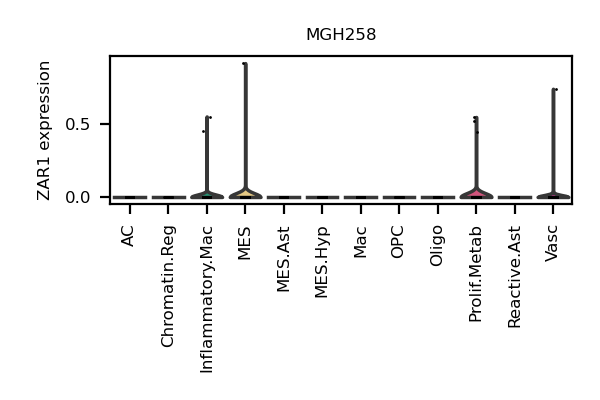 MGH258
ZAR1 expression
0.5
0.0
AC
Chromatin.Reg
Inflammatory.Mac
MES
MES.Ast
MES.Hyp
Mac
OPC
Oligo
Prolif.Metab
Reactive.Ast
Vasc